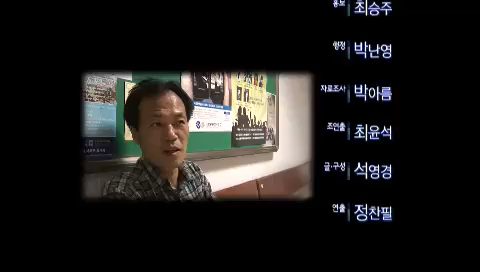 홍보 최승주
행정 박난영
자료조사 박아름
조연출 최윤석
글·구성 석영경
연출 정찬필